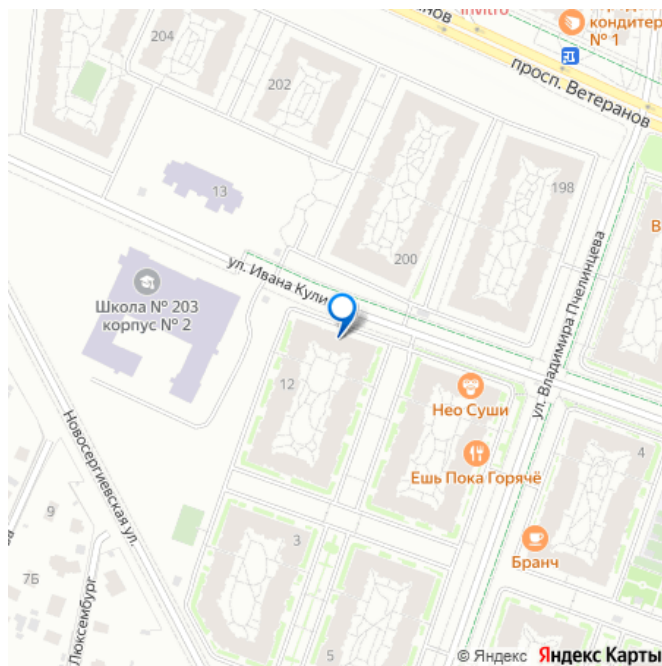 Invitro
кондитер
№ 1
204
202
просп. Ветеранов
198
13
200
В
ул. Ивана Кули
ул. Владимира Пчелинцева
Школа № 203
корпус № 2
12
Нео Суши
Ешь Пока Горячё
4
Новосергиевская ул.
9
3
Бранч
7Б
Люксембург
5
© Яндекс Яндекс Карты